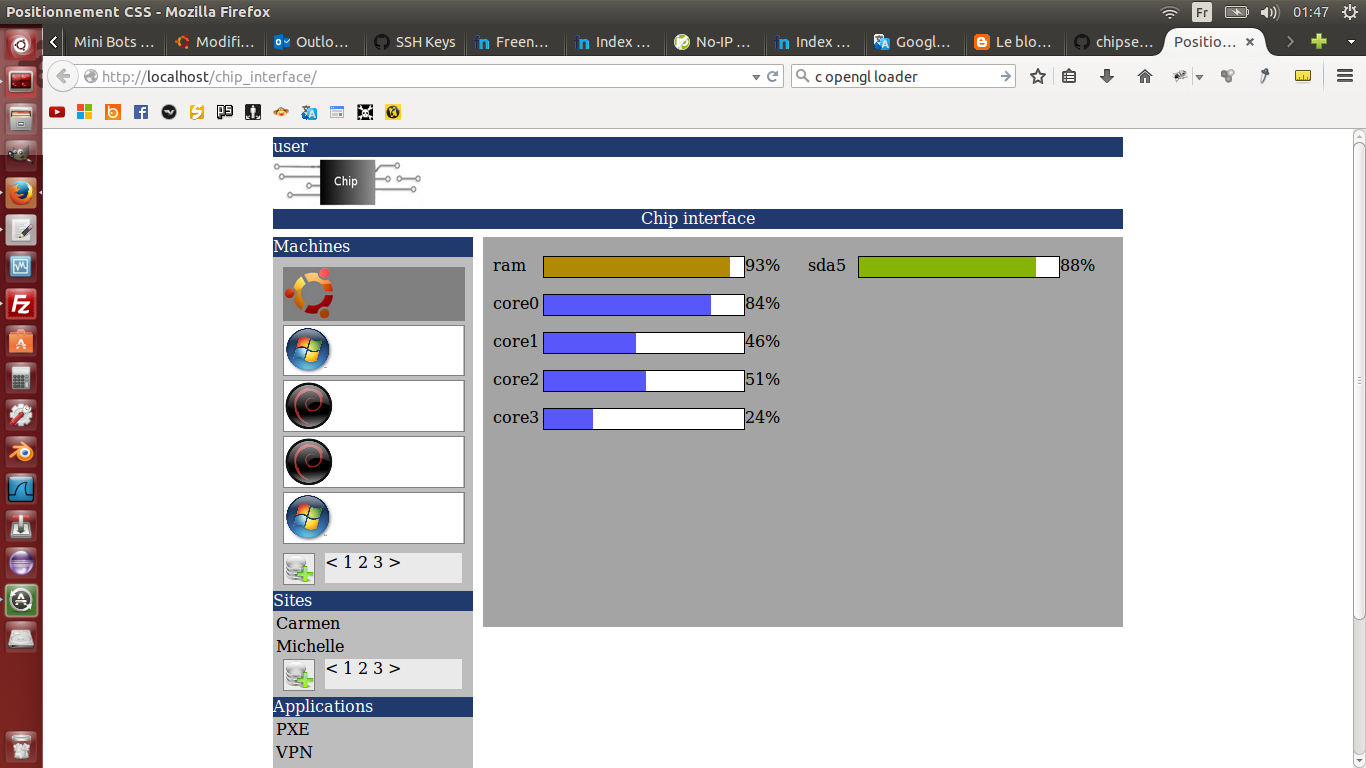 Positionnement CSS - Mozilla Firefox
Fr
01:47
Mini Bots ...
Modifi...
Outlo...
SSH Keys
Freen...
Index ...
No-IP ...
Index ...
Googl...
Le blo...
chipse...
Positio...
http://localhost/chip_interface/
c opengl loader
user
Chip
Chip interface
Machines
< 1 2 3 >
Sites
Carmen
Michelle
< 1 2 3 >
Applications
PXE
VPN
ram 93%
sda5 88%
core0 84%
core1 46%
core2 51%
core3 24%